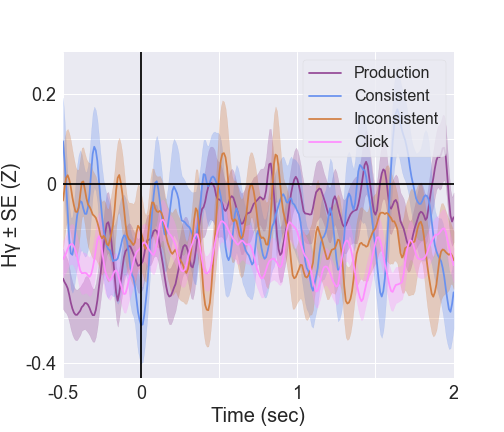 Production
Consistent
Inconsistent
Click
0.2
0
-0.4
Hγ ± SE (Z)
-0.5
0
1
2
Time (sec)